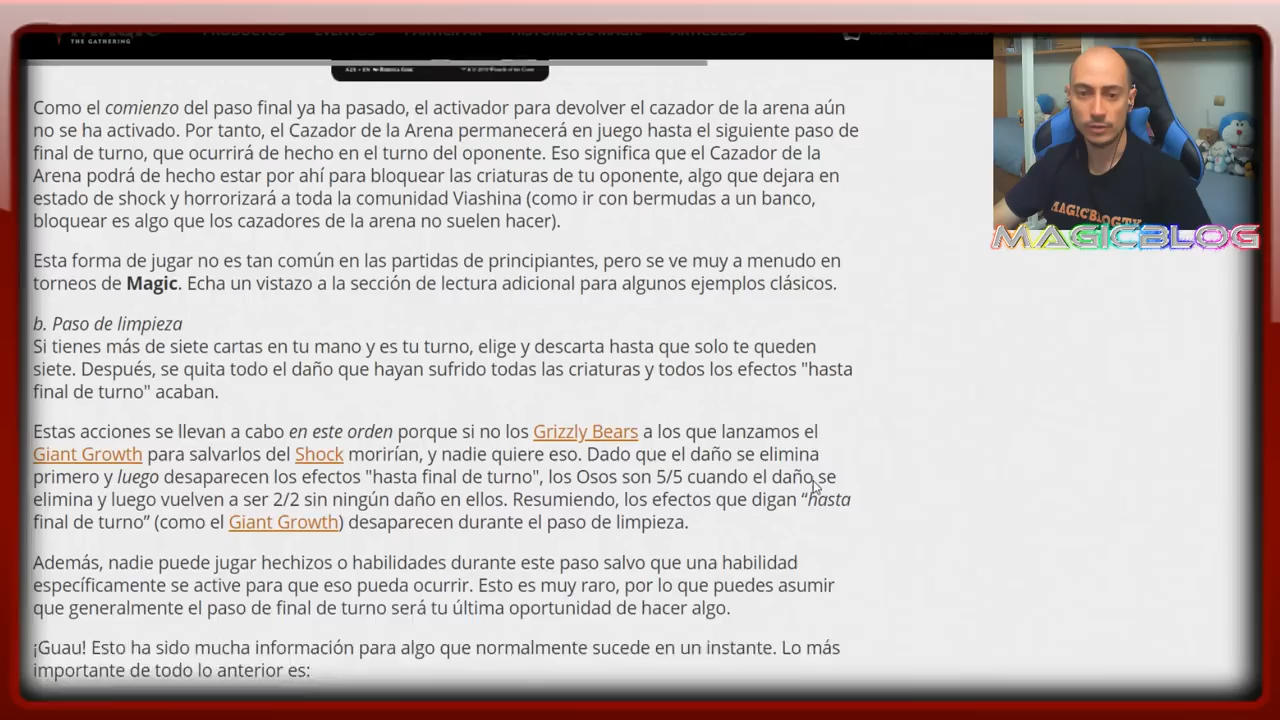 THE GATHERING
PRODUCTOS EVENTOS PARTICIPAR HISTORIA DE MAGIC ARTÍCULOS
Como el comienzo del paso final ya ha pasado, el activador para devolver el cazador de la arena aún
no se ha activado. Por tanto, el Cazador de la Arena permanecerá en juego hasta el siguiente paso de
final de turno, que ocurrirá de hecho en el turno del oponente. Eso significa que el Cazador de la
Arena podrá de hecho estar por ahí para bloquear las criaturas de tu oponente, algo que dejara en
estado de shock y horrorizará a toda la comunidad Viashina (como ir con bermudas a un banco,
bloquear es algo que los cazadores de la arena no suelen hacer).
Esta forma de jugar no es tan común en las partidas de principiantes, pero se ve muy a menudo en
torneos de Magic. Echa un vistazo a la sección de lectura adicional para algunos ejemplos clásicos.
b. Paso de limpieza
Si tienes más de siete cartas en tu mano y es tu turno, elige y descarta hasta que solo te queden
siete. Después, se quita todo el daño que hayan sufrido todas las criaturas y todos los efectos "hasta
final de turno" acaban.
Estas acciones se llevan a cabo en este orden porque si no los Grizzly Bears a los que lanzamos el
Giant Growth para salvarlos del Shock morirían, y nadie quiere eso. Dado que el daño se elimina
primero y luego desaparecen los efectos "hasta final de turno", los Osos son 5/5 cuando el daño se
elimina y luego vuelven a ser 2/2 sin ningún daño en ellos. Resumiendo, los efectos que digan “hasta
final de turno” (como el Giant Growth) desaparecen durante el paso de limpieza.
Además, nadie puede jugar hechizos o habilidades durante este paso salvo que una habilidad
específicamente se active para que eso pueda ocurrir. Esto es muy raro, por lo que puedes asumir
que generalmente el paso de final de turno será tu última oportunidad de hacer algo.
¡Guau! Esto ha sido mucha información para algo que normalmente sucede en un instante. Lo más
importante de todo lo anterior es:
MAGICBLOGTV
MAGICBLOG